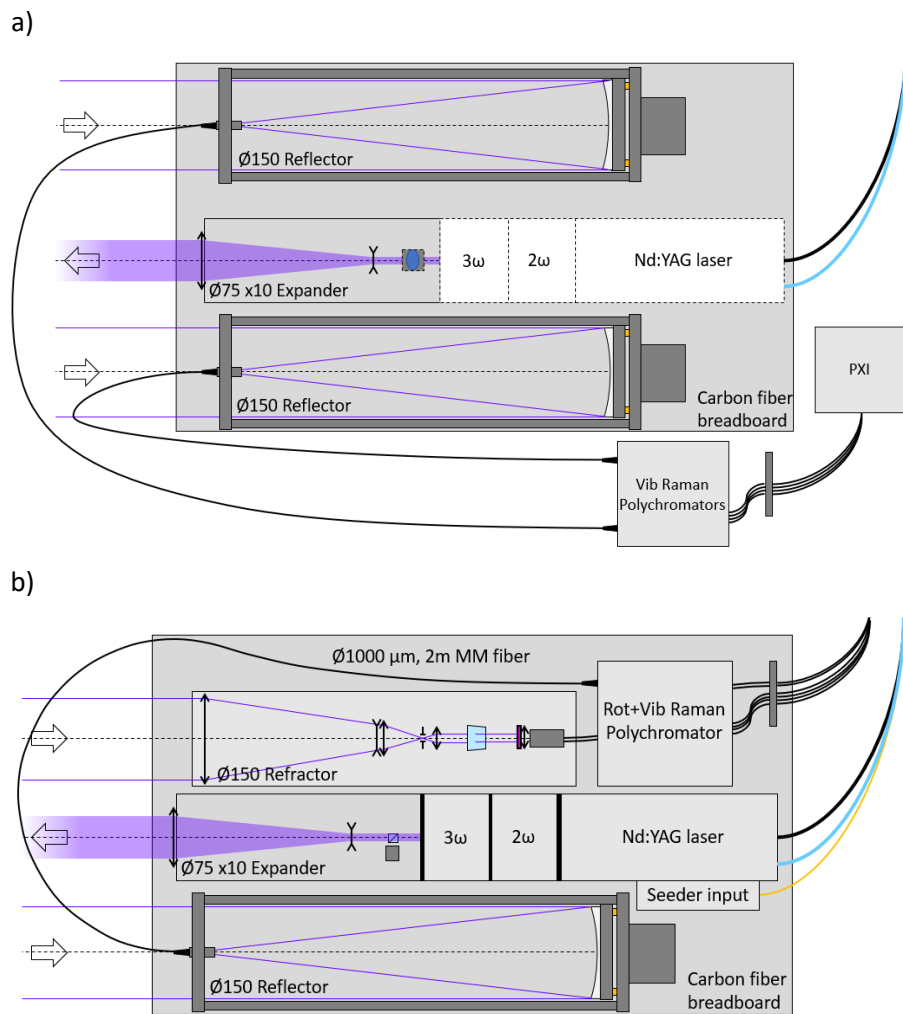 a)
Ø150 Reflector
3ω
2ω
Nd:YAG laser
Ø75 x10 Expander
Ø150 Reflector
Carbon fiber
breadboard
PXI
Vib Raman
Polychromators
b)
Ø1000 µm, 2m MM fiber
Rot+Vib Raman
Polychromator
Ø150 Refractor
3ω
2ω
Nd:YAG laser
Ø75 x10 Expander
Seeder input
Ø150 Reflector
Carbon fiber
breadboard